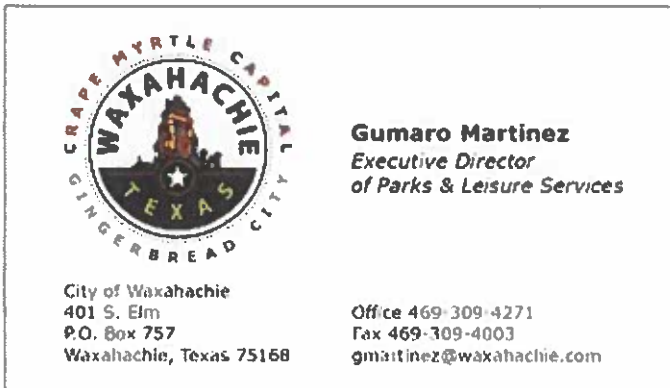 CRAPE MYRTLE CAPITAL
WAXAHACHIE
TEXAS
GINGERBREAD CITY
Gumaro Martinez
Executive Director
of Parks & Leisure Services
City of Waxahachie
401 S. Elm
P.O. Box 757
Waxahachie, Texas 75168
Office 469-309-4271
Fax 469-309-4003
gmartinez@waxahachie.com